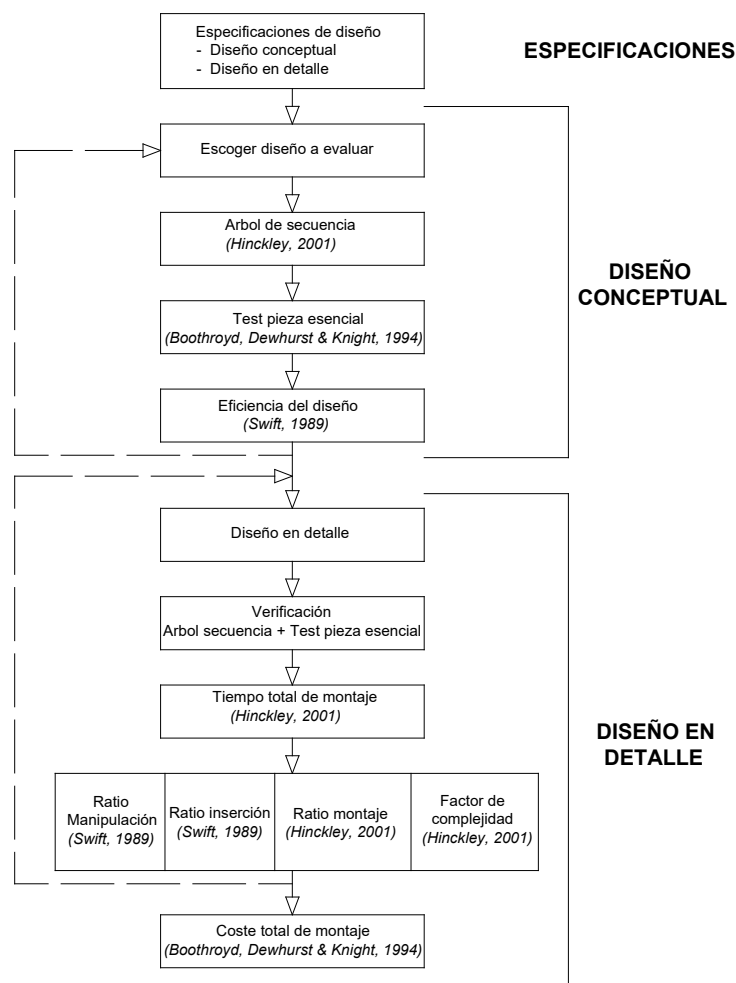 Especificaciones de diseño
- Diseño conceptual
- Diseño en detalle
ESPECIFICACIONES
Escoger diseño a evaluar
Arbol de secuencia
(Hinckley, 2001)
DISEÑO
CONCEPTUAL
Test pieza esencial
(Boothroyd, Dewhurst & Knight, 1994)
Eficiencia del diseño
(Swift, 1989)
Diseño en detalle
Verificación
Arbol secuencia + Test pieza esencial
Tiempo total de montaje
(Hinckley, 2001)
DISEÑO EN
DETALLE
Ratio
Manipulación
(Swift, 1989)
Ratio inserción
(Swift, 1989)
Ratio montaje
(Hinckley, 2001)
Factor de
complejidad
(Hinckley, 2001)
Coste total de montaje
(Boothroyd, Dewhurst & Knight, 1994)